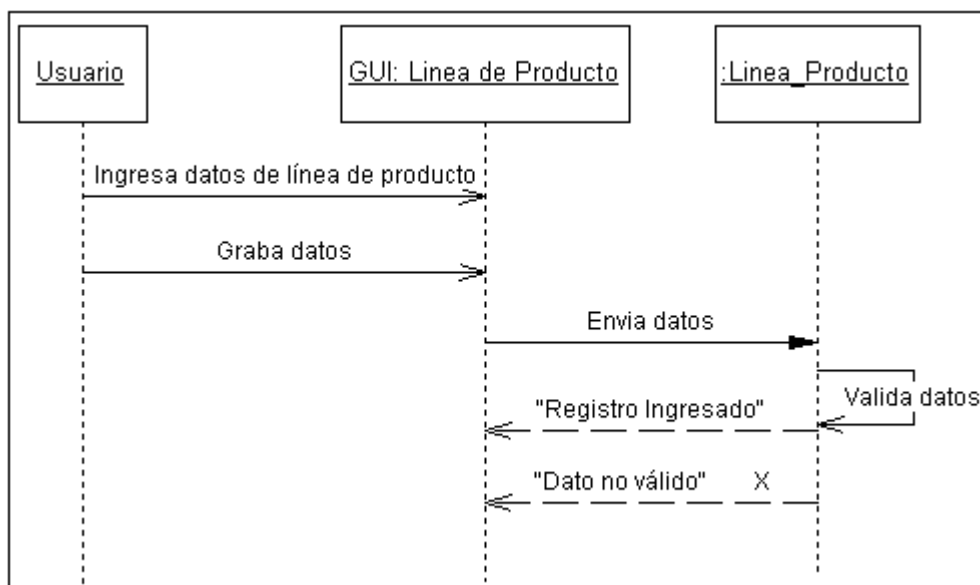 Usuario
GUI: Linea de Producto
:Linea_Producto
Ingresa datos de línea de producto
Graba datos
Envia datos
Valida datos
"Registro Ingresado"
"Dato no válido" X